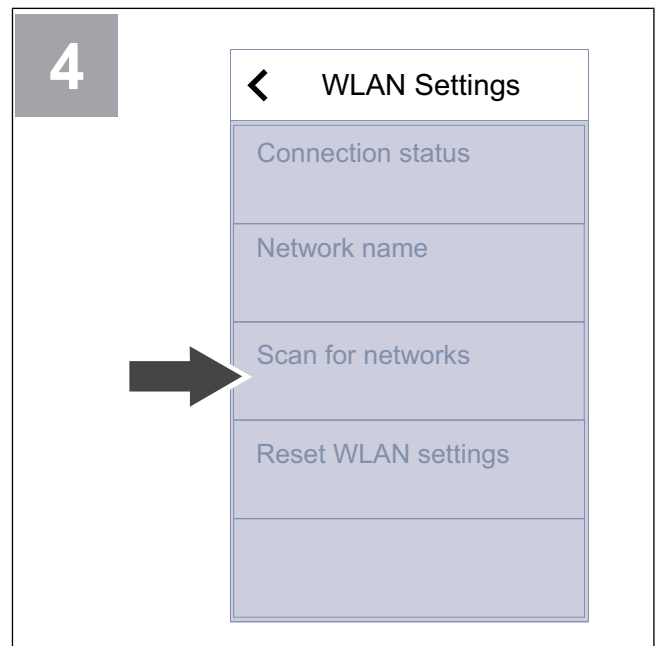 4
WLAN Settings
Connection status
Network name
Scan for networks
Reset WLAN settings